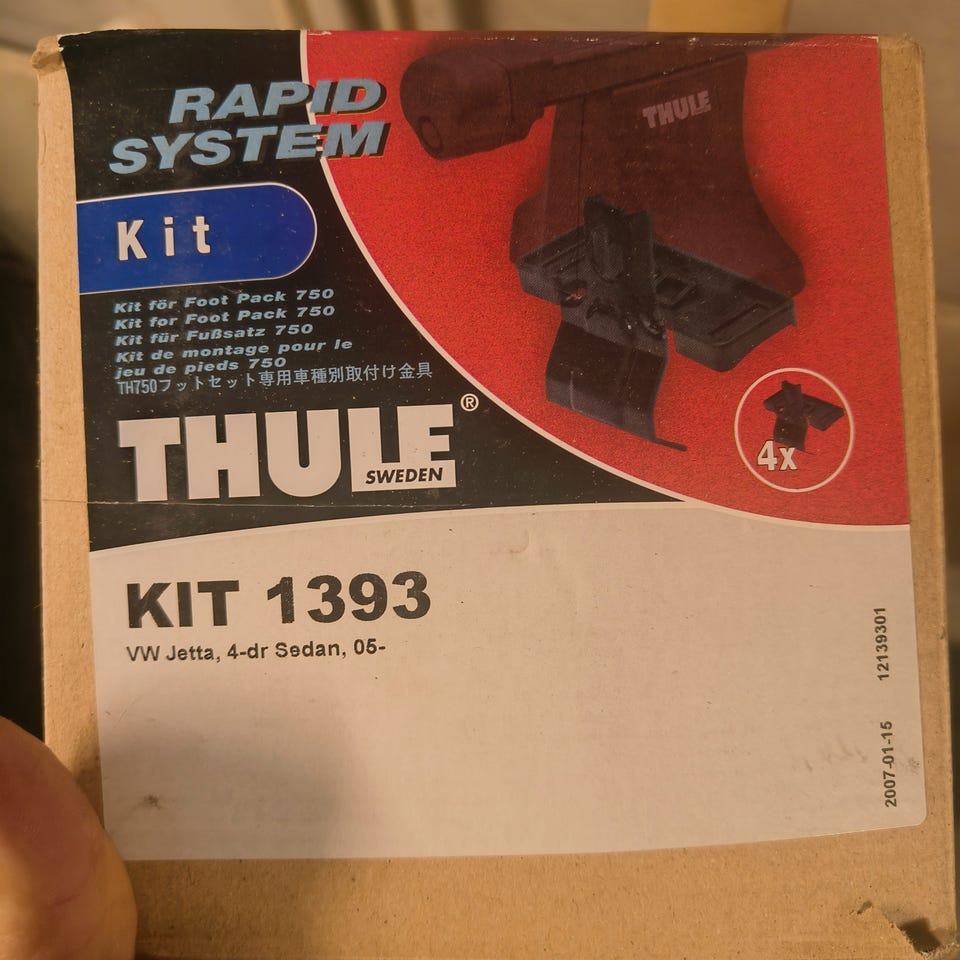 RAPID
SYSTEM
THULE
Kit
Kit för Foot Pack 750
Kit for Foot Pack 750
Kit für Fußsatz 750
Kit de montage pour le
jeu de pieds 750
TH750フットセット専用車種別取付け金具
THULE®
SWEDEN
4x
KIT 1393
VW Jetta, 4-dr Sedan, 05-
12139301
2007-01-15